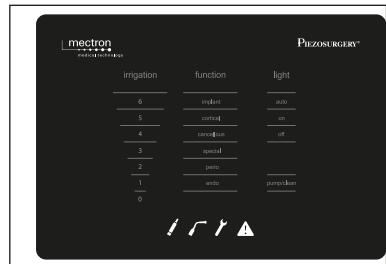 mectron
medical technology
PIEZOSURGERY®
irrigation function light
6 implant auto
5 cortical on
4 cancellous off
3 special
2 perio
1 endo pump/clean
0